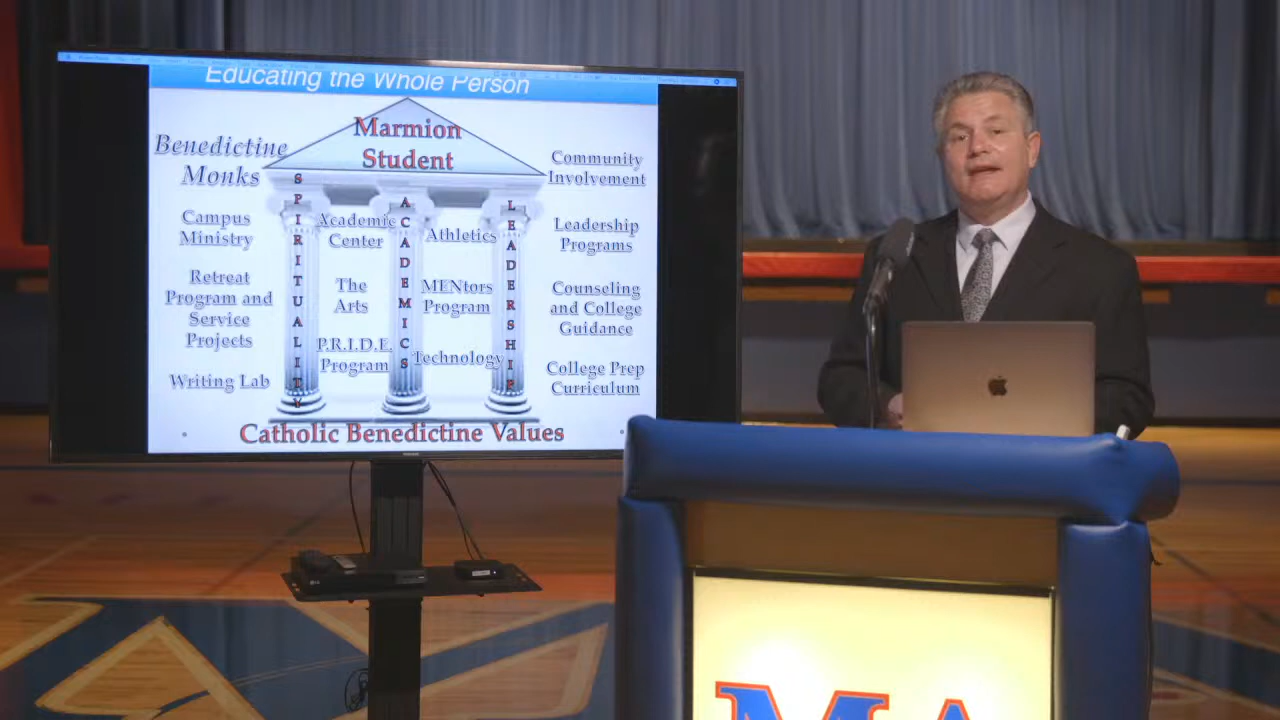 Educating the Whole Person
Marmion
Student
Benedictine
Monks
Campus
Ministry
Retreat
Program and
Service
Projects
Writing Lab
SPIRITUALITY
Academic
Center
The
Arts
P.R.I.D.E.
Program
ACADEMICS
Athletics
MENtors
Program
Technology
LEADERSHIP
Community
Involvement
Leadership
Programs
Counseling
and College
Guidance
College Prep
Curriculum
Catholic Benedictine Values
MA